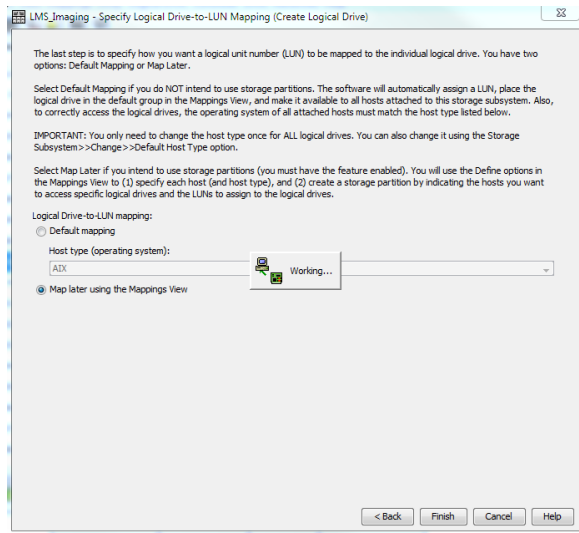 LMS_Imaging - Specify Logical Drive-to-LUN Mapping (Create Logical Drive)
The last step is to specify how you want a logical unit number (LUN) to be mapped to the individual logical drive. You have two
options: Default Mapping or Map Later.
Select Default Mapping if you do NOT intend to use storage partitions. The software will automatically assign a LUN, place the
logical drive in the default group in the Mappings View, and make it available to all hosts attached to this storage subsystem. Also,
to correctly access the logical drives, the operating system of all attached hosts must match the host type listed below.
IMPORTANT: You only need to change the host type once for ALL logical drives. You can also change it using the Storage
Subsystem>>Change>>Default Host Type option.
Select Map Later if you intend to use storage partitions (you must have the feature enabled). You will use the Define options in
the Mappings View to (1) specify each host (and host type), and (2) create a storage partition by indicating the hosts you want
to access specific logical drives and the LUNs to assign to the logical drives.
Logical Drive-to-LUN mapping:
Default mapping
Host type (operating system):
AIX
Working...
Map later using the Mappings View
< Back Finish Cancel Help